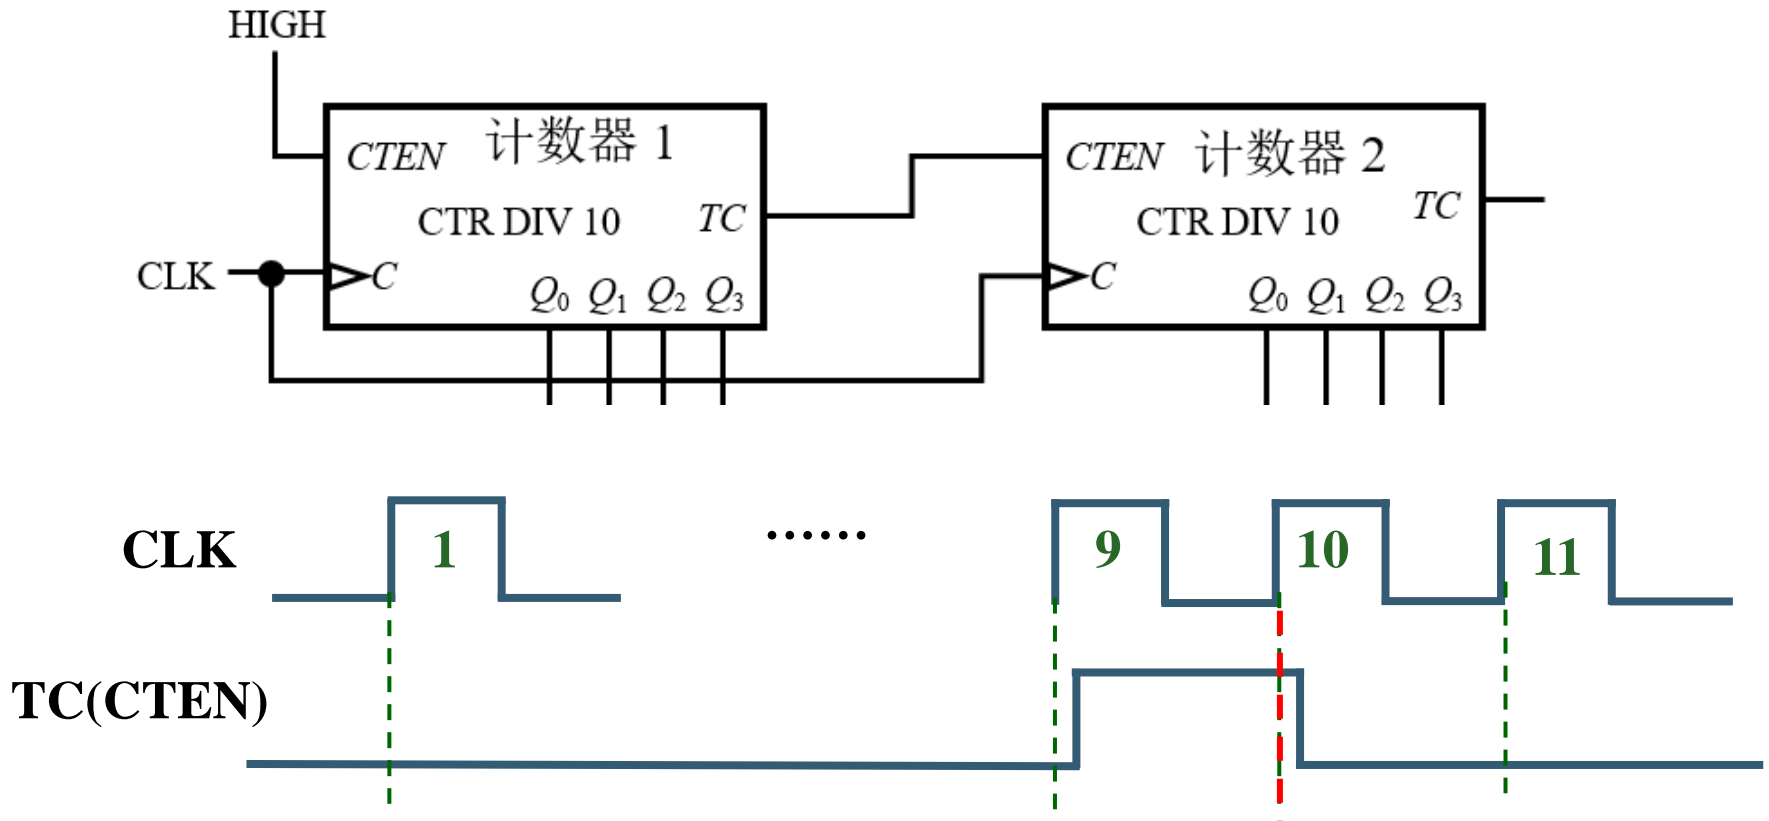 HIGH
CTEN 计数器 1
CTR DIV 10 TC
CLK C
Q0 Q1 Q2 Q3
CTEN 计数器 2
CTR DIV 10 TC
C
Q0 Q1 Q2 Q3
CLK 1 ...... 9 10 11
TC(CTEN)